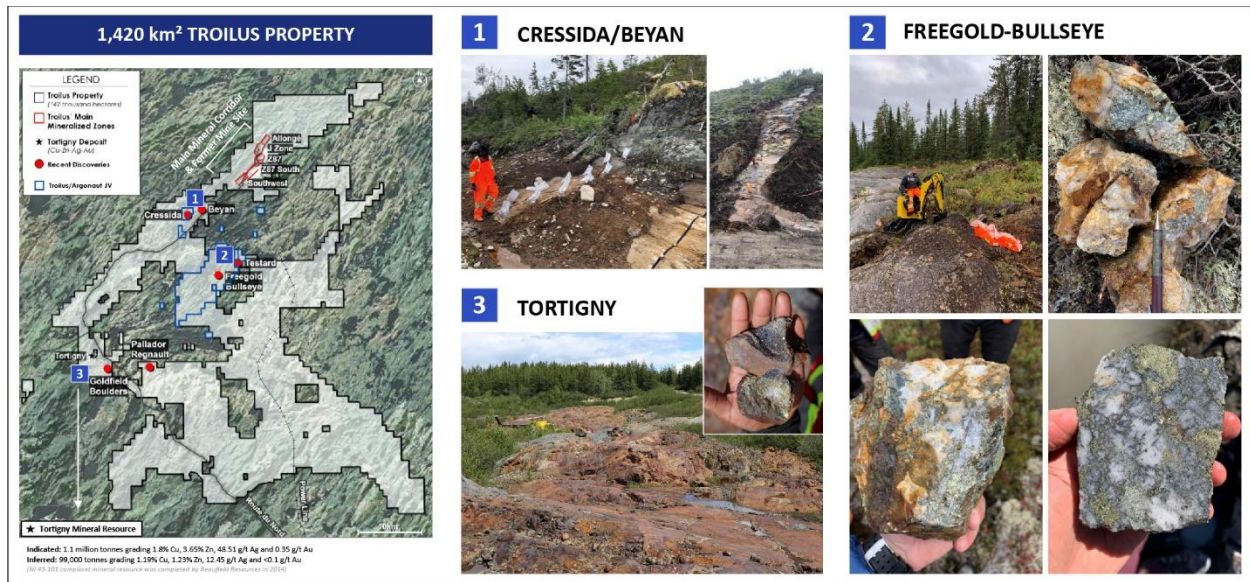 1,420 km² TROILUS PROPERTY
LEGEND
Troilus Property
(142 thousand hectares)
Troilus' Main
Mineralized Zones
Tortigny Deposit
(Cu-Zn-Ag-Au)
Recent Discoveries
Troilus/Argonaut JV
Main Mineral Corridor
& Former Mine Site
Allongé
J Zone
Z87
Z87 South
Southwest
1
Cressida
Beyan
2
Testard
Freegold
Bullseye
Tortigny
Pallador
Regnault
3
Goldfield
Boulders
Route du Nord
Power Line
★ Tortigny Mineral Resource
Indicated: 1.1 million tonnes grading 1.8% Cu, 3.65% Zn, 48.51 g/t Ag and 0.35 g/t Au
Inferred: 99,000 tonnes grading 1.19% Cu, 1.23% Zn, 12.45 g/t Ag and <0.1 g/t Au
(NI 43-101 compliant mineral resource was completed by Beaufield Resources in 2014)
1 CRESSIDA/BEYAN
3 TORTIGNY
2 FREEGOLD-BULLSEYE